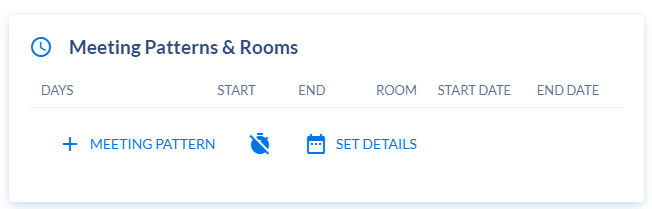 Meeting Patterns & Rooms
DAYS START END ROOM START DATE END DATE
MEETING PATTERN SET DETAILS